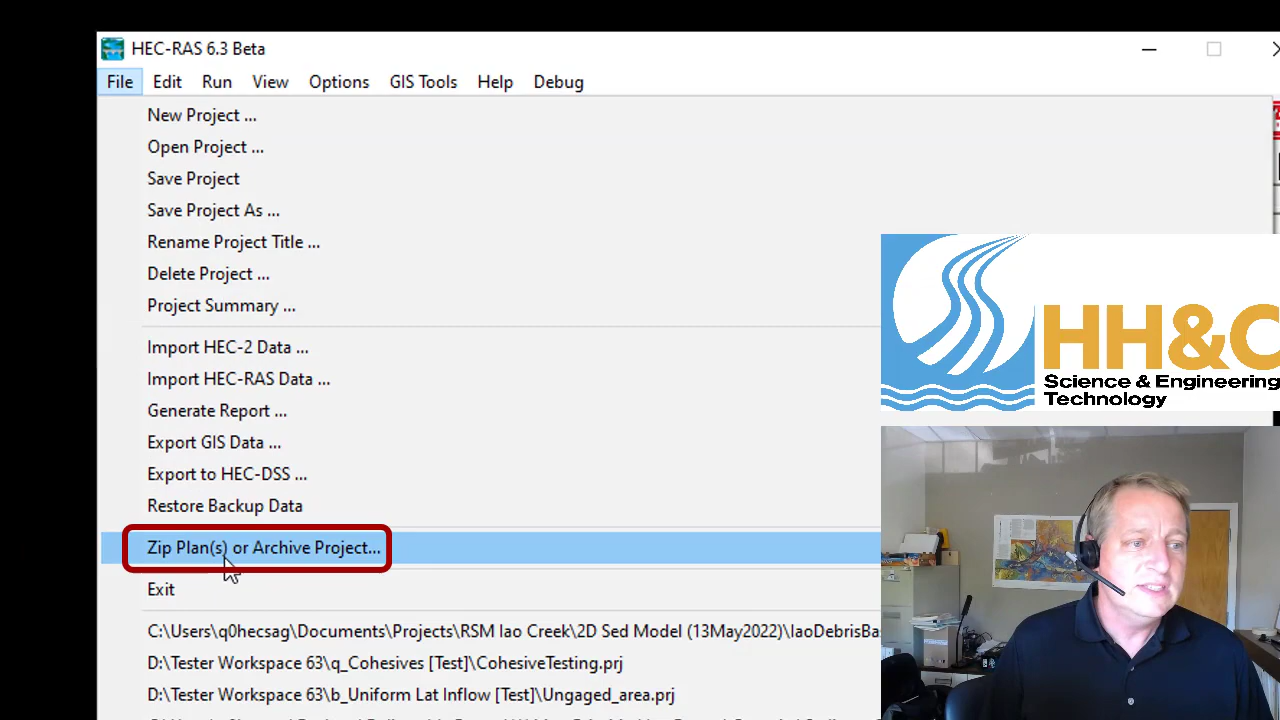 HEC-RAS 6.3 Beta
File Edit Run View Options GIS Tools Help Debug
New Project ...
Open Project ...
Save Project
Save Project As ...
Rename Project Title ...
Delete Project ...
Project Summary ...
Import HEC-2 Data ...
Import HEC-RAS Data ...
Generate Report ...
Export GIS Data ...
Export to HEC-DSS ...
Restore Backup Data
Zip Plan(s) or Archive Project...
Exit
C:\Users\q0hecsag\Documents\Projects\RSM Iao Creek\2D Sed Model (13May2022)\IaoDebrisBa
D:\Tester Workspace 63\q_Cohesives [Test]\CohesiveTesting.prj
D:\Tester Workspace 63\b_Uniform Lat Inflow [Test]\Ungaged_area.prj
HH&C
Science & Engineering
Technology